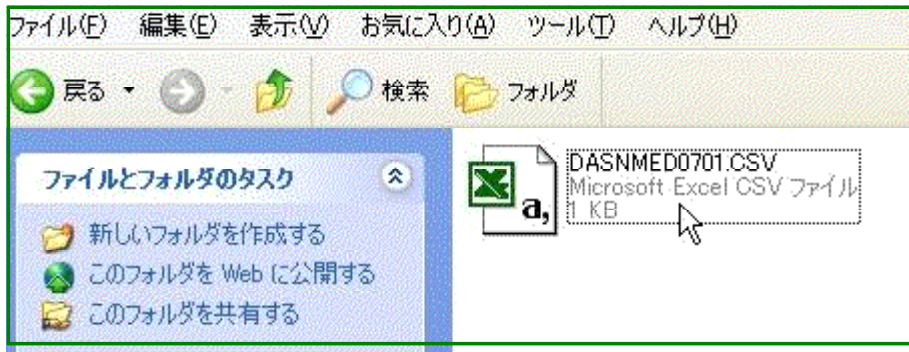 ファイル(F) 編集(E) 表示(V) お気に入り(A) ツール(T) ヘルプ(H)
戻る 検索 フォルダ
ファイルとフォルダのタスク
新しいフォルダを作成する
このフォルダを Web に公開する
このフォルダを共有する
DASNMED0701.CSV
Microsoft Excel CSV ファイル
1 KB
a,